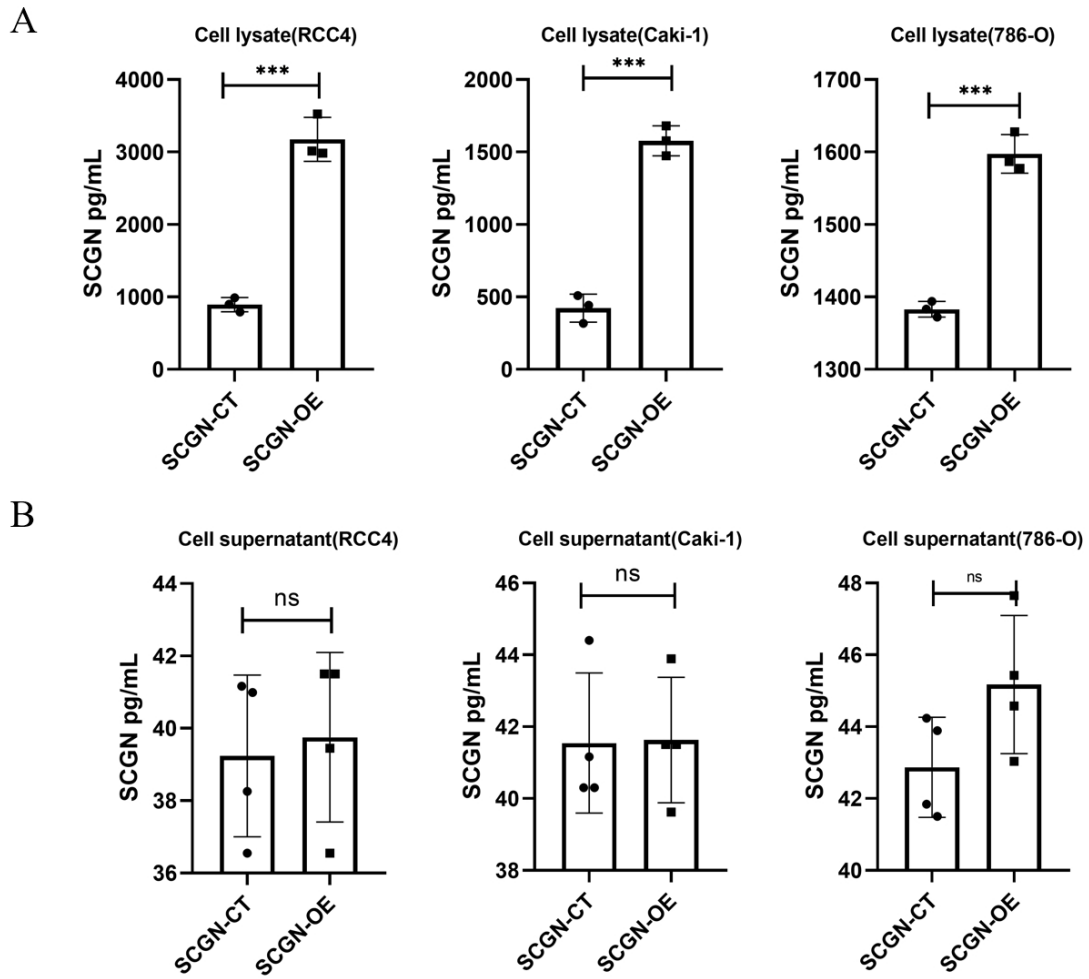 A
Cell lysate(RCC4)
SCGN pg/mL
4000
3000
2000
1000
0
***
SCGN-CT
SCGN-OE
Cell lysate(Caki-1)
SCGN pg/mL
2000
1500
1000
500
0
***
SCGN-CT
SCGN-OE
Cell lysate(786-O)
SCGN pg/mL
1700
1600
1500
1400
1300
***
SCGN-CT
SCGN-OE
B
Cell supernatant(RCC4)
SCGN pg/mL
44
42
40
38
36
ns
SCGN-CT
SCGN-OE
Cell supernatant(Caki-1)
SCGN pg/mL
46
44
42
40
38
ns
SCGN-CT
SCGN-OE
Cell supernatant(786-O)
SCGN pg/mL
48
46
44
42
40
ns
SCGN-CT
SCGN-OE